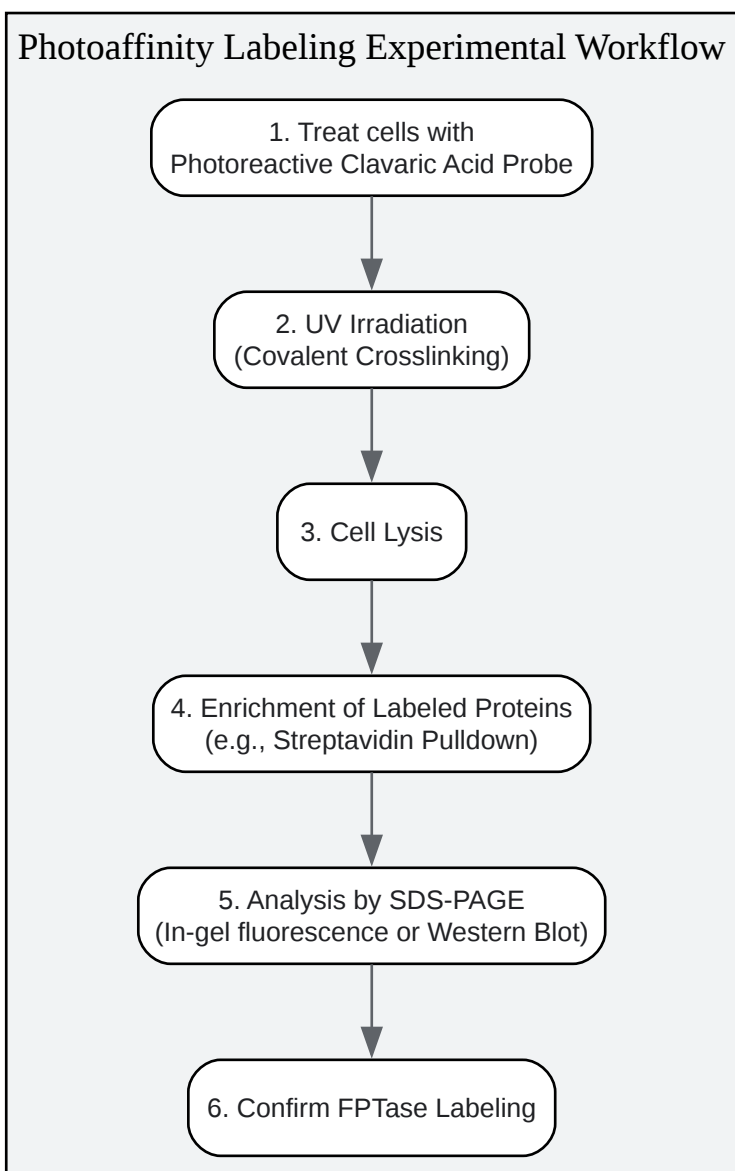 Photoaffinity Labeling Experimental Workflow
1. Treat cells with
Photoreactive Clavaric Acid Probe
2. UV Irradiation
(Covalent Crosslinking)
3. Cell Lysis
4. Enrichment of Labeled Proteins
(e.g., Streptavidin Pulldown)
5. Analysis by SDS-PAGE
(In-gel fluorescence or Western Blot)
6. Confirm FPTase Labeling